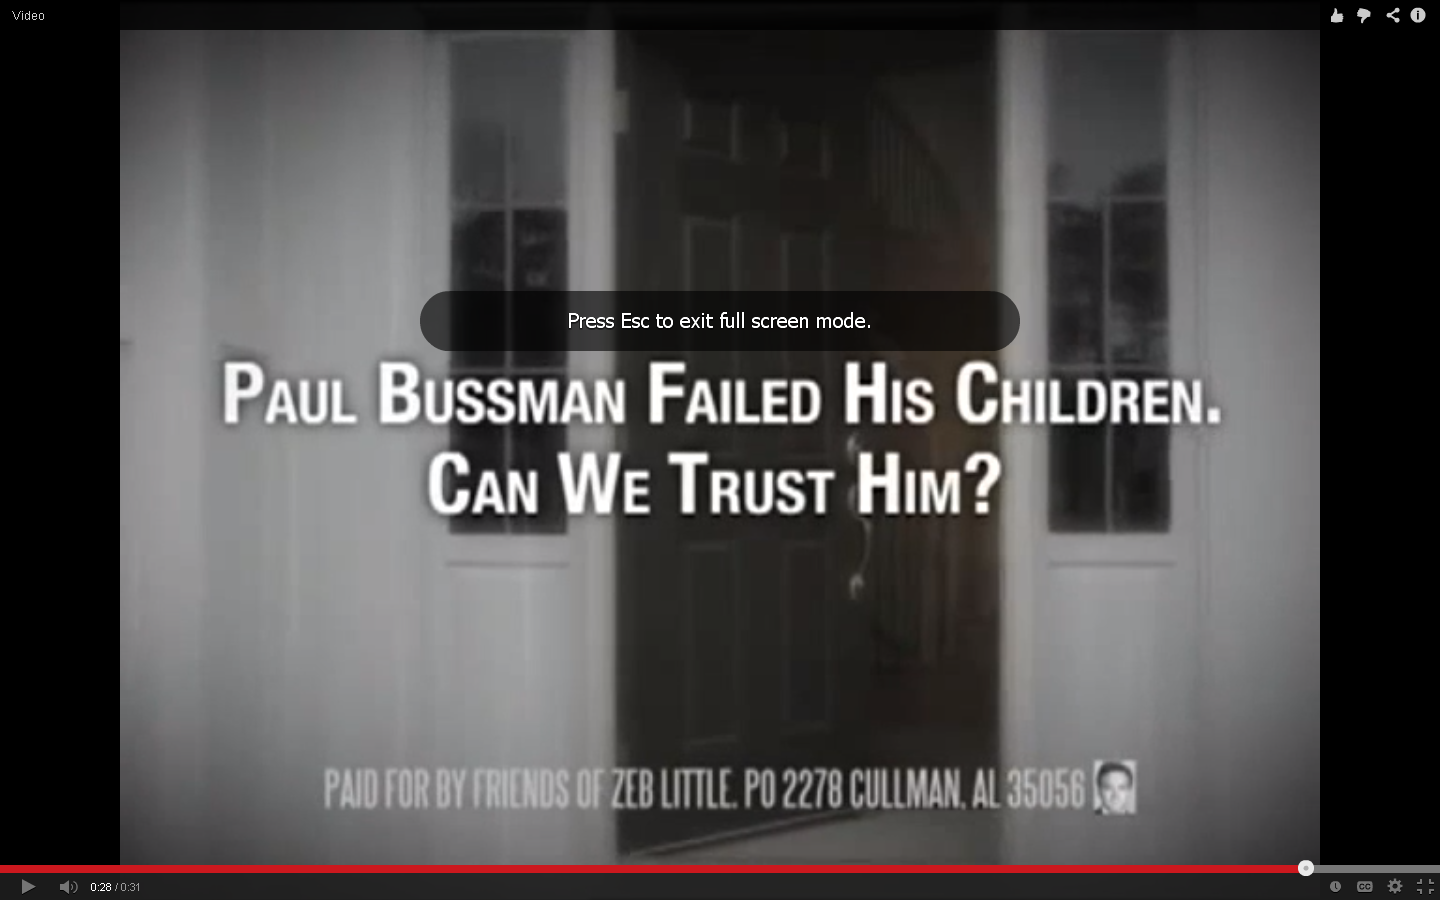 Video
Press Esc to exit full screen mode.
PAUL BUSSMAN FAILED HIS CHILDREN.
CAN WE TRUST HIM?
PAID FOR BY FRIENDS OF ZEB LITTLE. PO 2278 CULLMAN, AL 35056
0:28 / 0:31
CC